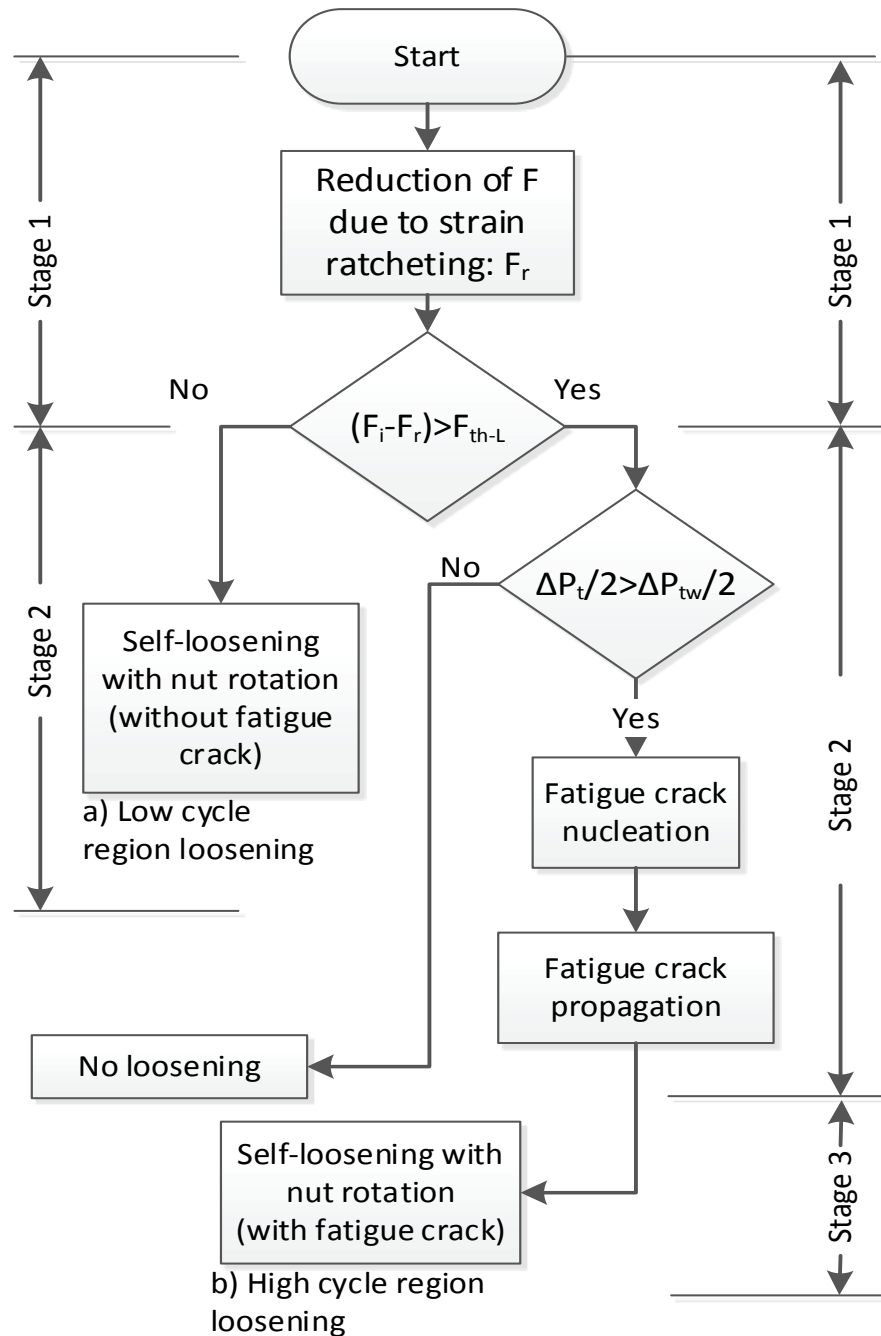 Start
Stage 1
Stage 1
Reduction of F
due to strain
ratcheting: Fr
No
Yes
(Fi-Fr)>Fth-L
No
ΔPt/2>ΔPtw/2
Stage 2
Self-loosening
with nut rotation
(without fatigue
crack)
a) Low cycle
region loosening
Yes
Stage 2
Fatigue crack
nucleation
Fatigue crack
propagation
No loosening
Self-loosening with
nut rotation
(with fatigue crack)
Stage 3
b) High cycle region
loosening